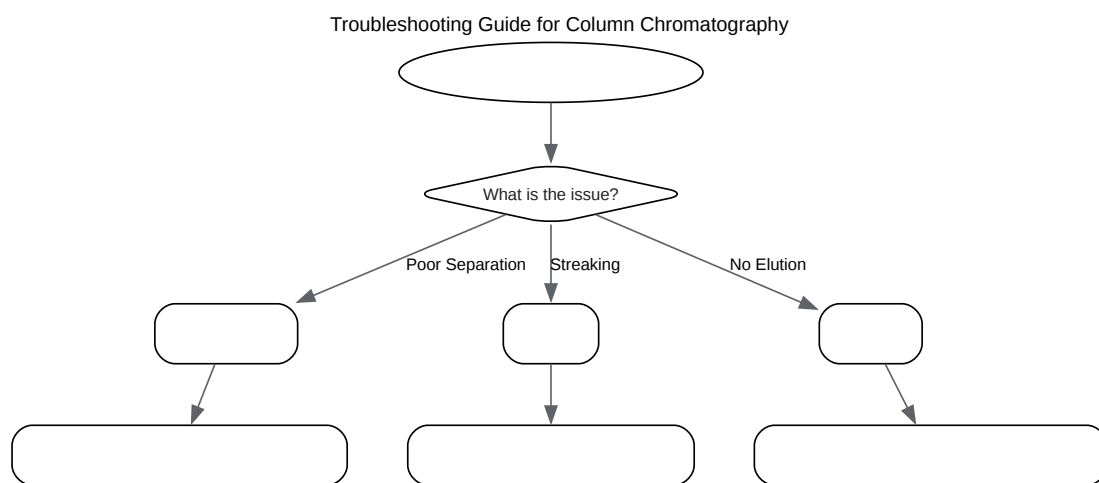 Troubleshooting Guide for Column Chromatography
What is the issue?
Poor Separation
Streaking
No Elution